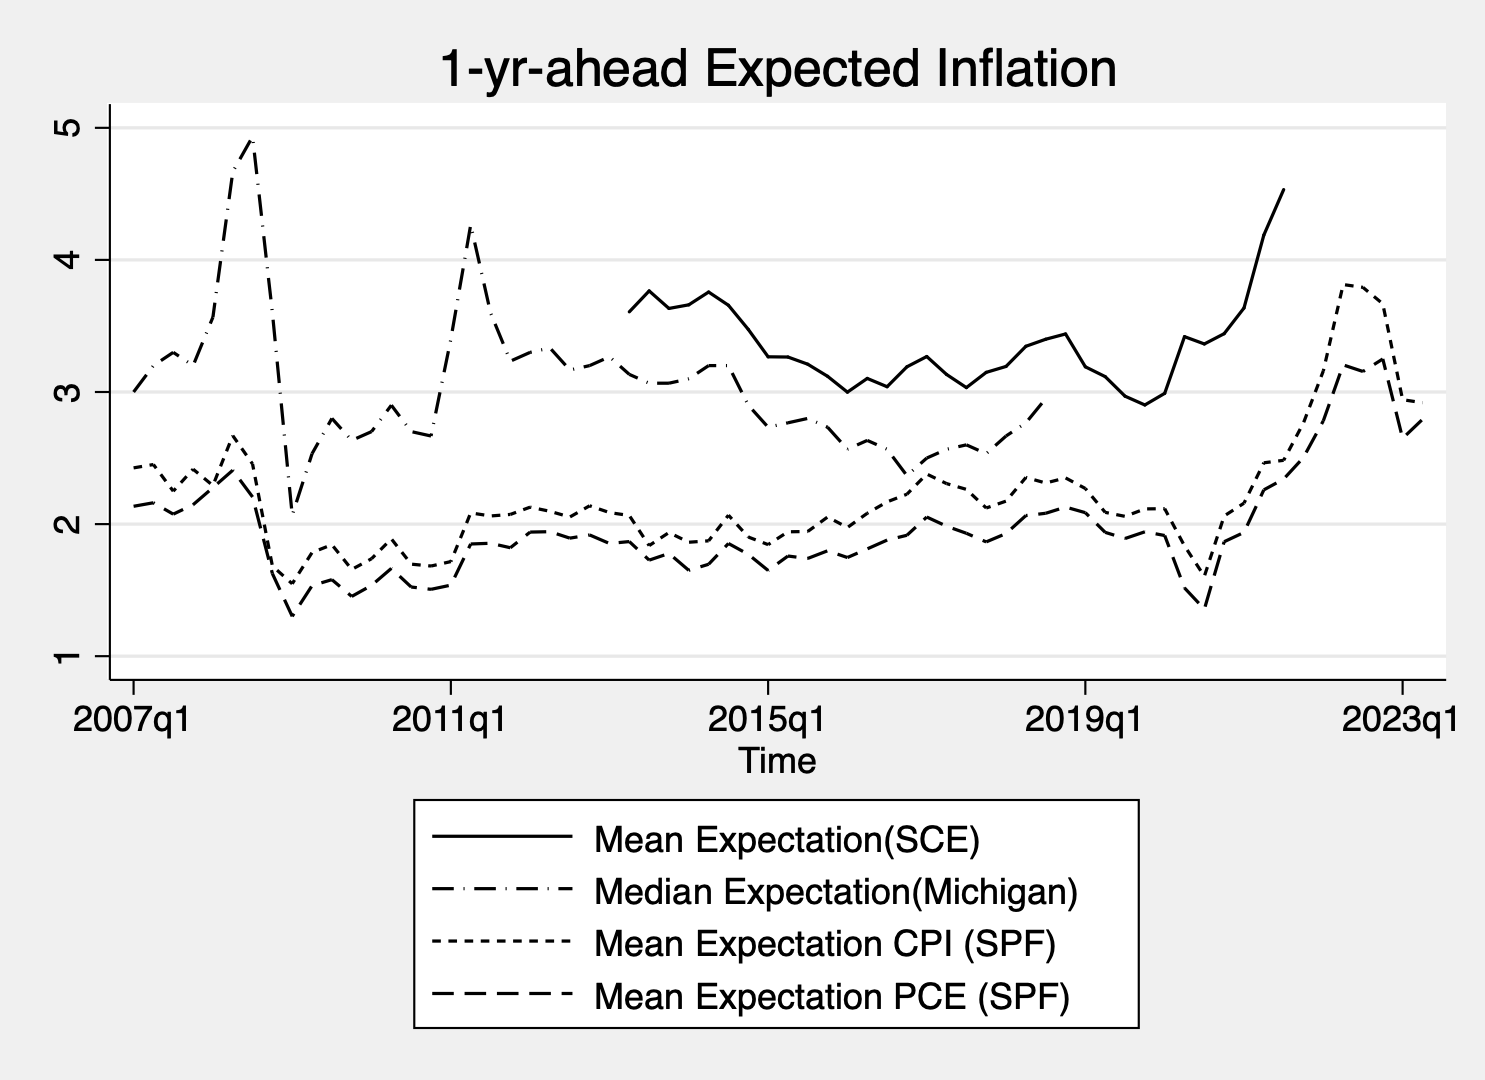 1-yr-ahead Expected Inflation
5
4
3
2
1
2007q1 2011q1 2015q1 2019q1 2023q1
Time
Mean Expectation(SCE)
Median Expectation(Michigan)
Mean Expectation CPI (SPF)
Mean Expectation PCE (SPF)